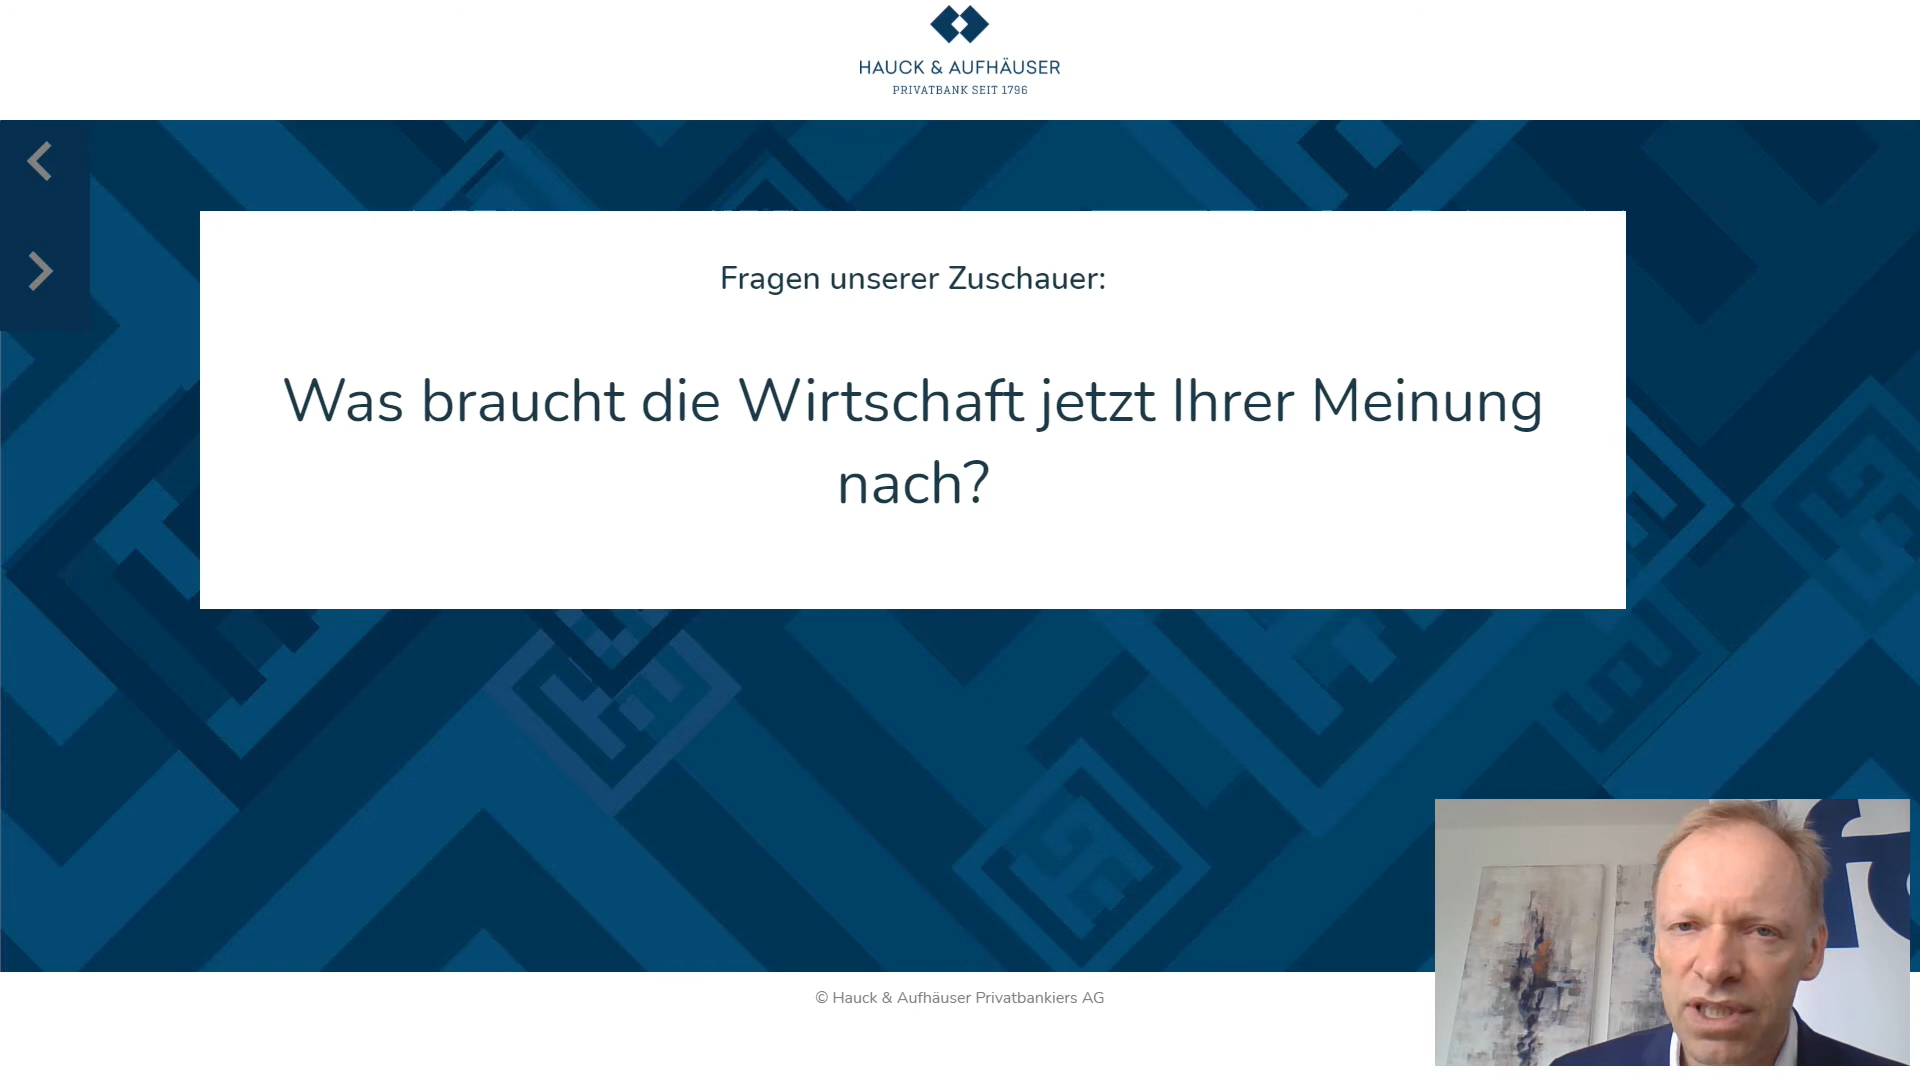 HAUCK & AUFHÄUSER
PRIVATBANK SEIT 1796
Fragen unserer Zuschauer:
Was braucht die Wirtschaft jetzt Ihrer Meinung
nach?
© Hauck & Aufhäuser Privatbankiers AG